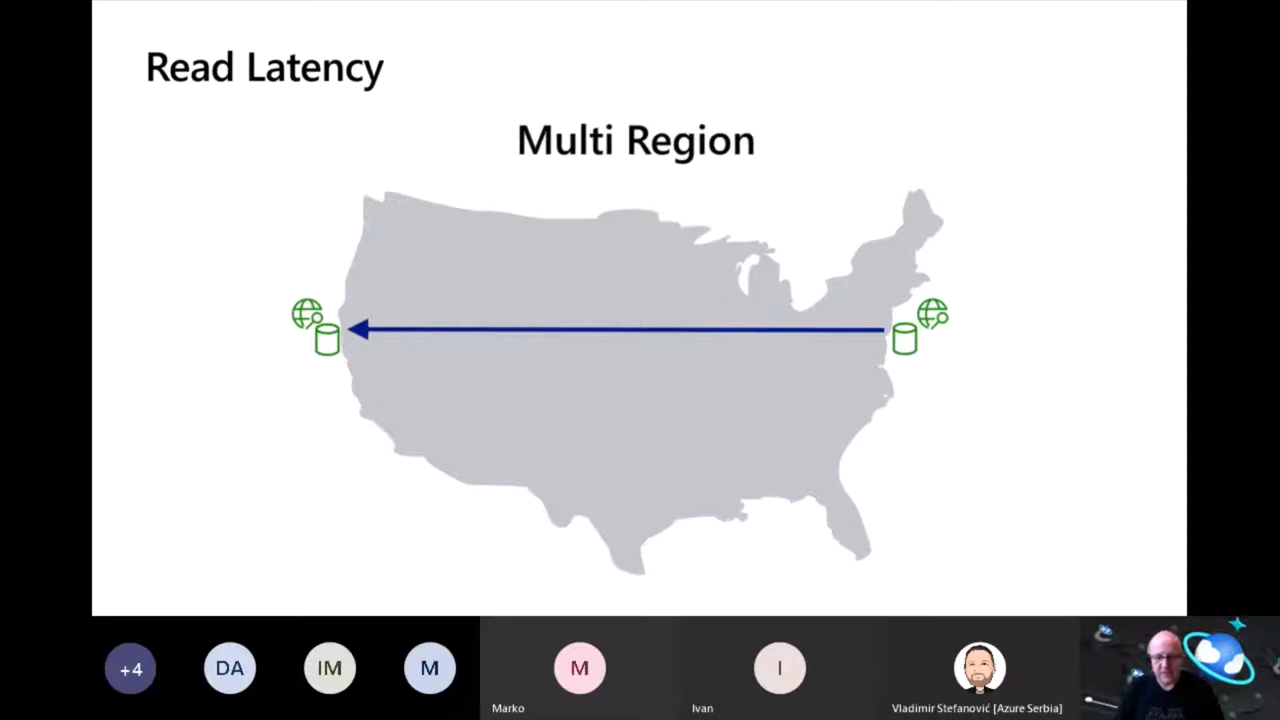 Read Latency
Multi Region
+4
DA
IM
M
M
I
Marko
Ivan
Vladimir Stefanović [Azure Serbia]